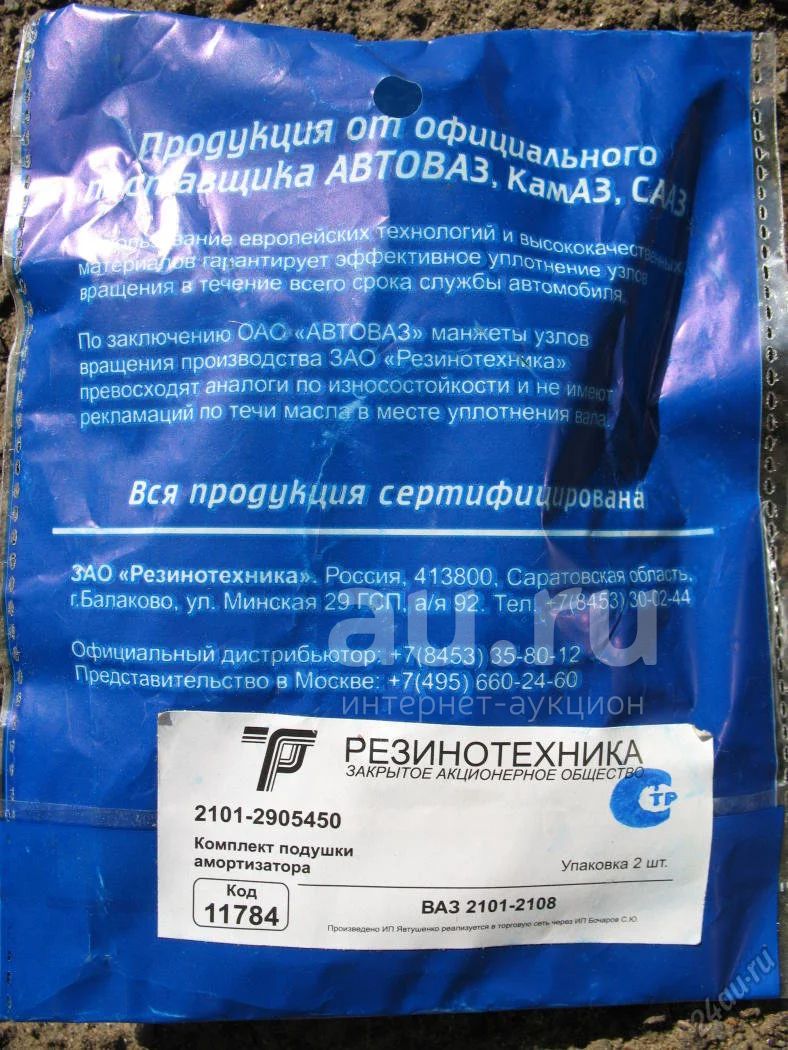 Продукция от официального
поставщика АВТОВАЗ, КамАЗ, СААЗ
Использование европейских технологий и высококачественных
материалов гарантирует эффективное уплотнение узлов
вращения в течение всего срока службы автомобиля.
По заключению ОАО «АВТОВАЗ» манжеты узлов
вращения производства ЗАО «Резинотехника»
превосходят аналоги по износостойкости и не имеют
рекламаций по течи масла в месте уплотнения вала.
Вся продукция сертифицирована
ЗАО «Резинотехника». Россия, 413800, Саратовская область,
г.Балаково, ул. Минская 29 ГСП, а/я 92. Тел. +7(8453) 30-02-44
au.ru
Официальный дистрибьютор: +7(8453) 35-80-12
Представительство в Москве: +7(495) 660-24-60
интернет-аукцион
РЕЗИНОТЕХНИКА
ЗАКРЫТОЕ АКЦИОНЕРНОЕ ОБЩЕСТВО
СТР
2101-2905450
Комплект подушки
амортизатора
Упаковка 2 шт.
Код
11784
ВАЗ 2101-2108
Произведено ИП Явтушенко реализуется в торговую сеть через ИП Бочаров С.Ю.
24au.ru